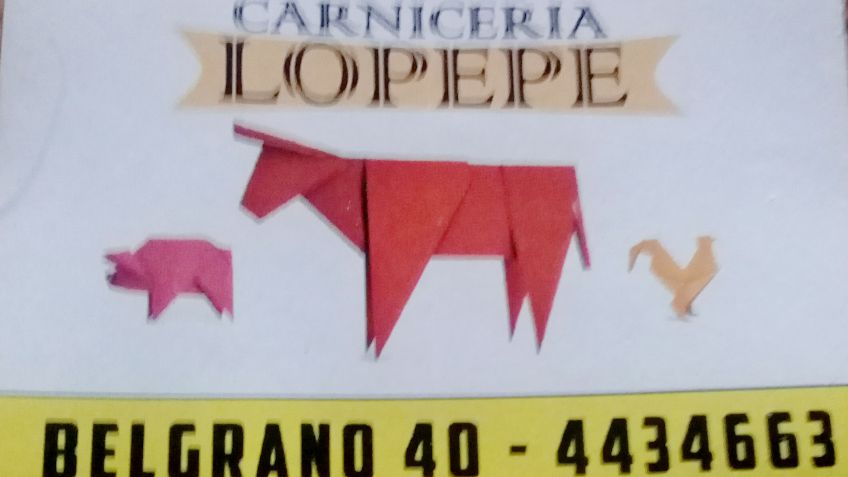 CARNICERIA
LOPEPE
BELGRANO 40 - 4434663